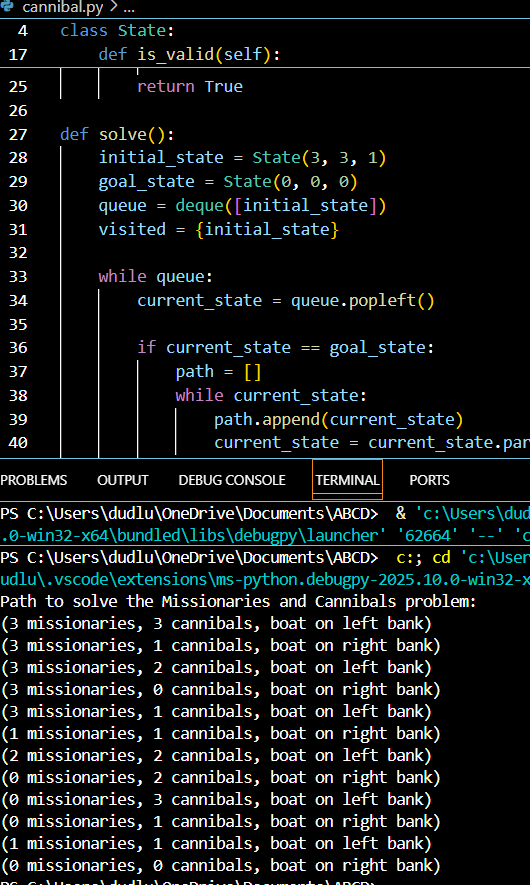 cannibal.py > ...
4 class State:
17 def is_valid(self):
25 return True
26
27 def solve():
28 initial_state = State(3, 3, 1)
29 goal_state = State(0, 0, 0)
30 queue = deque([initial_state])
31 visited = {initial_state}
32
33 while queue:
34 current_state = queue.popleft()
35
36 if current_state == goal_state:
37 path = []
38 while current_state:
39 path.append(current_state)
40 current_state = current_state.par
PROBLEMS OUTPUT DEBUG CONSOLE TERMINAL PORTS
PS C:\Users\dudlu\OneDrive\Documents\ABCD> & 'c:\Users\dud
.0-win32-x64\bundled\libs\debugpy\launcher' '62664' '--' 'c
PS C:\Users\dudlu\OneDrive\Documents\ABCD> c:; cd 'c:\User
udlu\.vscode\extensions\ms-python.debugpy-2025.10.0-win32-x
Path to solve the Missionaries and Cannibals problem:
(3 missionaries, 3 cannibals, boat on left bank)
(3 missionaries, 1 cannibals, boat on right bank)
(3 missionaries, 2 cannibals, boat on left bank)
(3 missionaries, 0 cannibals, boat on right bank)
(3 missionaries, 1 cannibals, boat on left bank)
(1 missionaries, 1 cannibals, boat on right bank)
(2 missionaries, 2 cannibals, boat on left bank)
(0 missionaries, 2 cannibals, boat on right bank)
(0 missionaries, 3 cannibals, boat on left bank)
(0 missionaries, 1 cannibals, boat on right bank)
(1 missionaries, 1 cannibals, boat on left bank)
(0 missionaries, 0 cannibals, boat on right bank)
PS C:\Users\dudlu\OneDrive\Documents\ABCD>